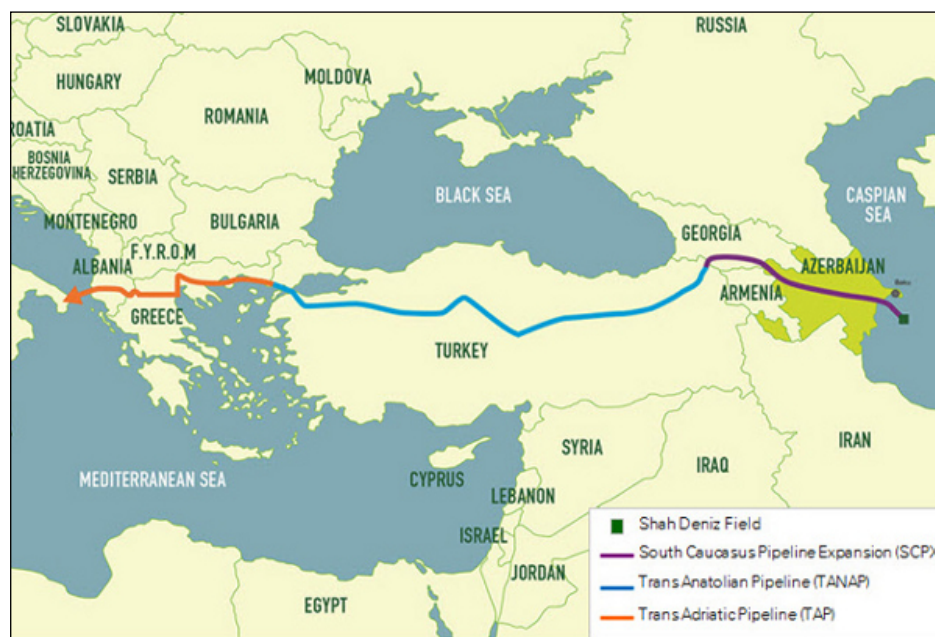 SLOVAKIA
RUSSIA
HUNGARY
MOLDOVA
ROMANIA
ROATIA
BOSNIA
HERZEGOVINA
SERBIA
BLACK SEA
CASPIAN
SEA
MONTENEGRO
BULGARIA
GEORGIA
F.Y.R.O.M
ALBANIA
AZERBAIJAN
Baku
ARMENIA
GREECE
TURKEY
SYRIA
IRAN
MEDITERRANEAN SEA
CYPRUS
IRAQ
LEBANON
ISRAEL
JORDAN
EGYPT
Shah Deniz Field
South Caucasus Pipeline Expansion (SCP)
Trans Anatolian Pipeline (TANAP)
Trans Adriatic Pipeline (TAP)